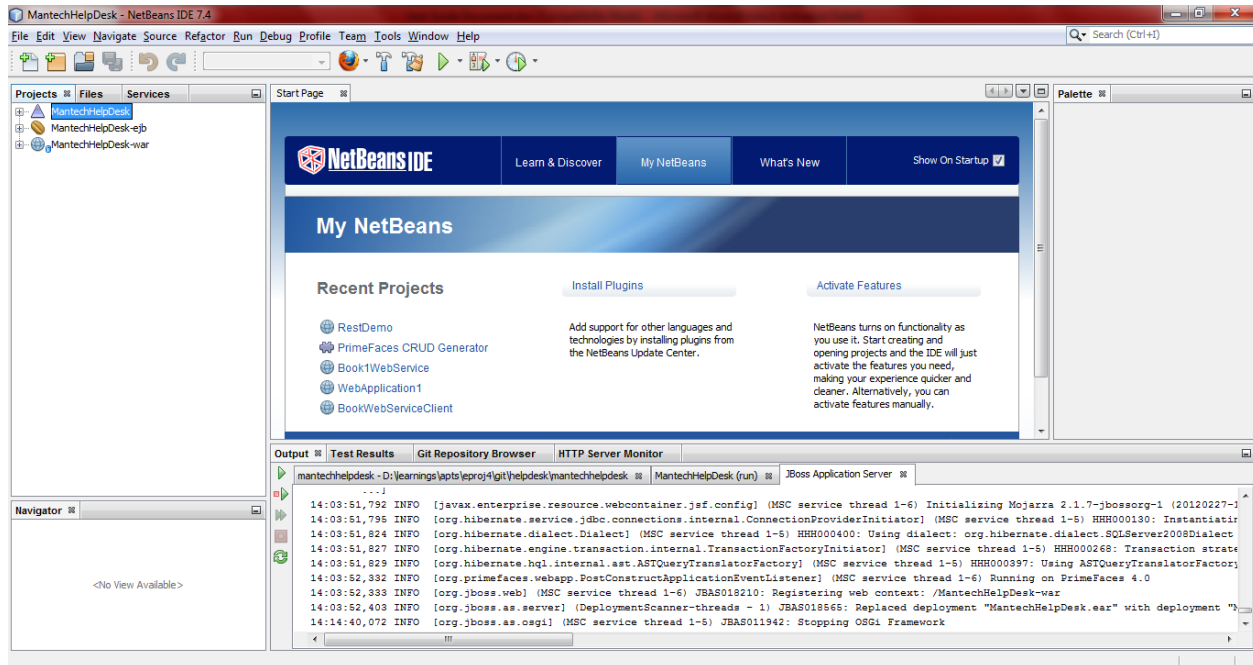 MantechHelpDesk - NetBeans IDE 7.4
File Edit View Navigate Source Refactor Run Debug Profile Team Tools Window Help
Search (Ctrl+I)
Projects Files Services
MantechHelpDesk
MantechHelpDesk-ejb
MantechHelpDesk-war
Start Page
Palette
NetBeans IDE
Learn & Discover
My NetBeans
What's New
Show On Startup
My NetBeans
Recent Projects
RestDemo
PrimeFaces CRUD Generator
Book1WebService
WebApplication1
BookWebServiceClient
Install Plugins
Add support for other languages and
technologies by installing plugins from
the NetBeans Update Center.
Activate Features
NetBeans turns on functionality as
you use it. Start creating and
opening projects and the IDE will just
activate the features you need,
making your experience quicker and
cleaner. Alternatively, you can
activate features manually.
Navigator
<No View Available>
Output Test Results Git Repository Browser HTTP Server Monitor
mantechhelpdesk - D:\learnings\apts\eproj4\git\helpdesk\mantechhelpdesk MantechHelpDesk (run) JBoss Application Server
...]
14:03:51,792 INFO [javax.enterprise.resource.webcontainer.jsf.config] (MSC service thread 1-6) Initializing Mojarra 2.1.7-jbossorg-1 (20120227-1
14:03:51,795 INFO [org.hibernate.service.jdbc.connections.internal.ConnectionProviderInitiator] (MSC service thread 1-5) HHH000130: Instantiatin
14:03:51,824 INFO [org.hibernate.dialect.Dialect] (MSC service thread 1-5) HHH000400: Using dialect: org.hibernate.dialect.SQLServer2008Dialect
14:03:51,827 INFO [org.hibernate.engine.transaction.internal.TransactionFactoryInitiator] (MSC service thread 1-5) HHH000268: Transaction strate
14:03:51,829 INFO [org.hibernate.hql.internal.ast.ASTQueryTranslatorFactory] (MSC service thread 1-5) HHH000397: Using ASTQueryTranslatorFactory
14:03:52,332 INFO [org.primefaces.webapp.PostConstructApplicationEventListener] (MSC service thread 1-6) Running on PrimeFaces 4.0
14:03:52,333 INFO [org.jboss.web] (MSC service thread 1-6) JBAS018210: Registering web context: /MantechHelpDesk-war
14:03:52,403 INFO [org.jboss.as.server] (DeploymentScanner-threads - 1) JBAS018565: Replaced deployment "MantechHelpDesk.ear" with deployment "M
14:14:40,072 INFO [org.jboss.as.osgi] (MSC service thread 1-5) JBAS011942: Stopping OSGi Framework